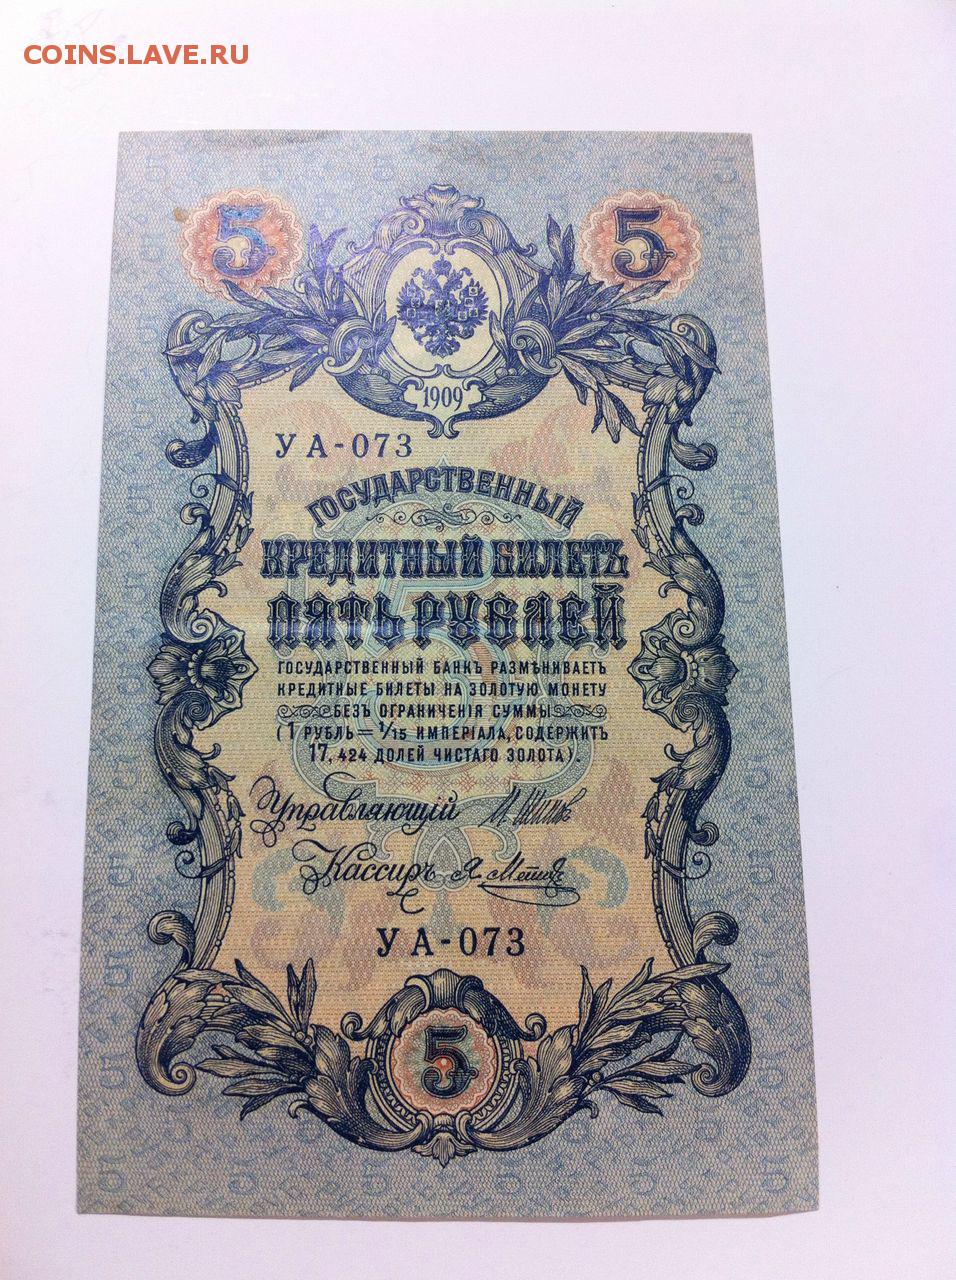 COINS.LAVE.RU
5 5
1909
УА-073
ГОСУДАРСТВЕННЫЙ
КРЕДИТНЫЙ БИЛЕТЪ
ПЯТЬ РУБЛЕЙ
ГОСУДАРСТВЕННЫЙ БАНКЪ РАЗМѢНИВАЕТЪ
КРЕДИТНЫЕ БИЛЕТЫ НА ЗОЛОТУЮ МОНЕТУ
БЕЗЪ ОГРАНИЧЕНІЯ СУММЫ
(1 РУБЛЬ = 1/15 ИМПЕРІАЛА, СОДЕРЖИТЪ
17,424 ДОЛЕЙ ЧИСТАГО ЗОЛОТА).
Управляющій
Кассиръ
УА-073
5